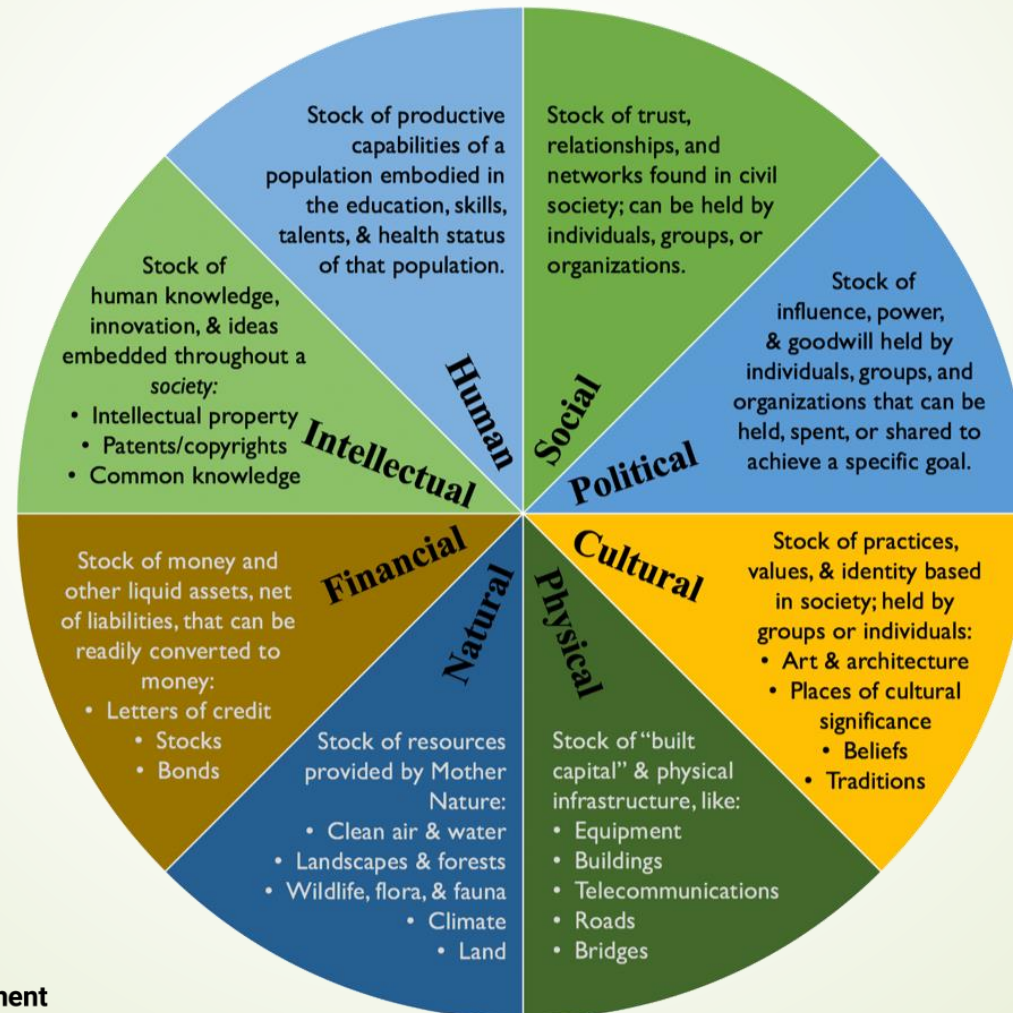 Stock of productive
capabilities of a
population embodied in
the education, skills,
talents, & health status
of that population.
Human
Stock of trust,
relationships, and
networks found in civil
society; can be held by
individuals, groups, or
organizations.
Social
Stock of
influence, power,
& goodwill held by
individuals, groups, and
organizations that can be
held, spent, or shared to
achieve a specific goal.
Political
Stock of practices,
values, & identity based
in society; held by
groups or individuals:
• Art & architecture
• Places of cultural
significance
• Beliefs
• Traditions
Cultural
Stock of “built
capital” & physical
infrastructure, like:
• Equipment
• Buildings
• Telecommunications
• Roads
• Bridges
Physical
Stock of resources
provided by Mother
Nature:
• Clean air & water
• Landscapes & forests
• Wildlife, flora, & fauna
• Climate
• Land
Natural
Stock of money and
other liquid assets, net
of liabilities, that can be
readily converted to
money:
• Letters of credit
• Stocks
• Bonds
Financial
Stock of
human knowledge,
innovation, & ideas
embedded throughout a
society:
• Intellectual property
• Patents/copyrights
• Common knowledge
Intellectual